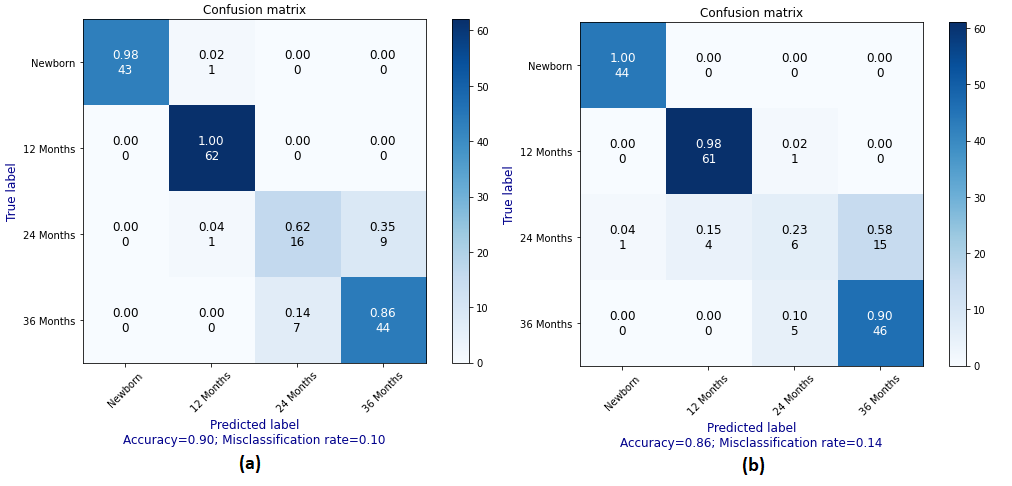 Confusion matrix
Newborn
12 Months
24 Months
36 Months
True label
0.98 0.02 0.00 0.00
43 1 0 0
0.00 1.00 0.00 0.00
0 62 0 0
0.00 0.04 0.62 0.35
0 1 16 9
0.00 0.00 0.14 0.86
0 0 7 44
60
50
40
30
20
10
0
Newborn
12 Months
24 Months
36 Months
Predicted label
Accuracy=0.90; Misclassification rate=0.10
(a)
Confusion matrix
Newborn
12 Months
24 Months
36 Months
True label
1.00 0.00 0.00 0.00
44 0 0 0
0.00 0.98 0.02 0.00
0 61 1 0
0.04 0.15 0.23 0.58
1 4 6 15
0.00 0.00 0.10 0.90
0 0 5 46
60
50
40
30
20
10
0
Newborn
12 Months
24 Months
36 Months
Predicted label
Accuracy=0.86; Misclassification rate=0.14
(b)